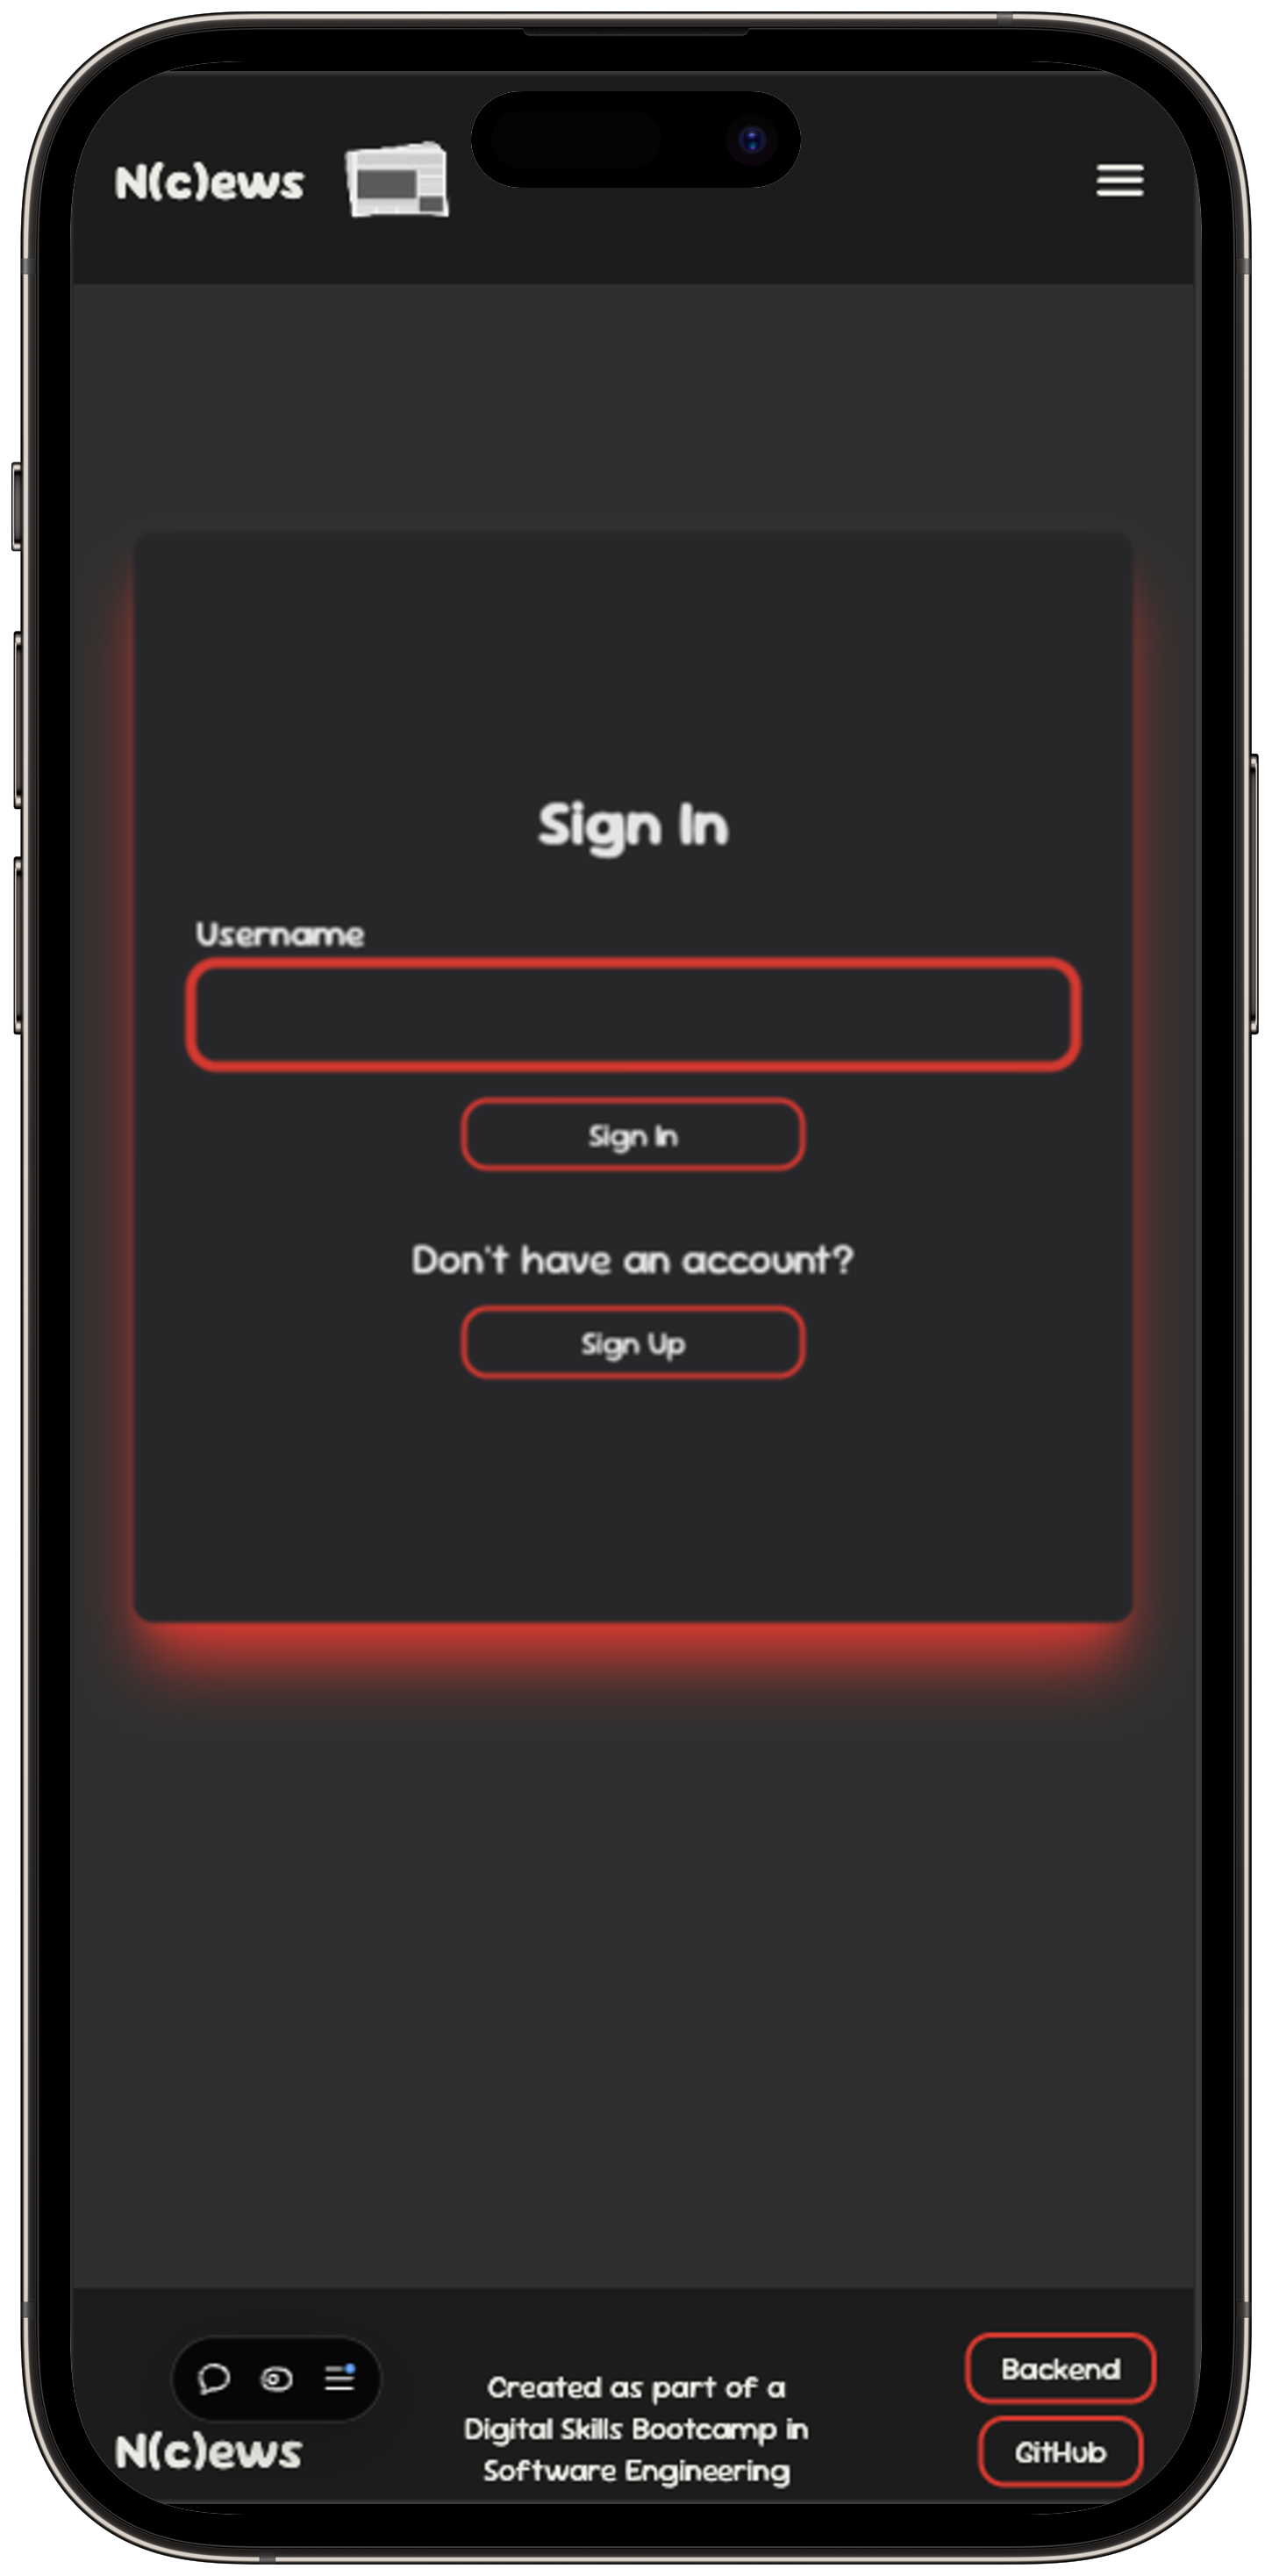 N(c)ews
Sign In
Username
Sign In
Don't have an account?
Sign Up
N(c)ews
Created as part of a
Digital Skills Bootcamp in
Software Engineering
Backend
GitHub